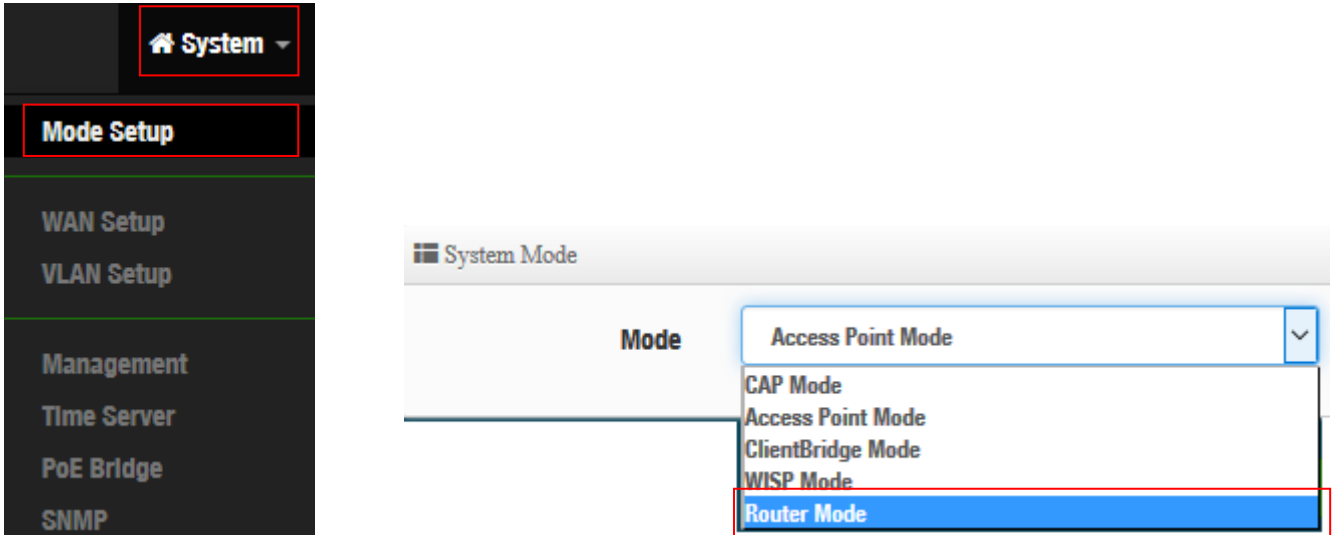 System
Mode Setup
WAN Setup
VLAN Setup
Management
Time Server
PoE Bridge
SNMP
System Mode
Mode
Access Point Mode
CAP Mode
Access Point Mode
ClientBridge Mode
WISP Mode
Router Mode